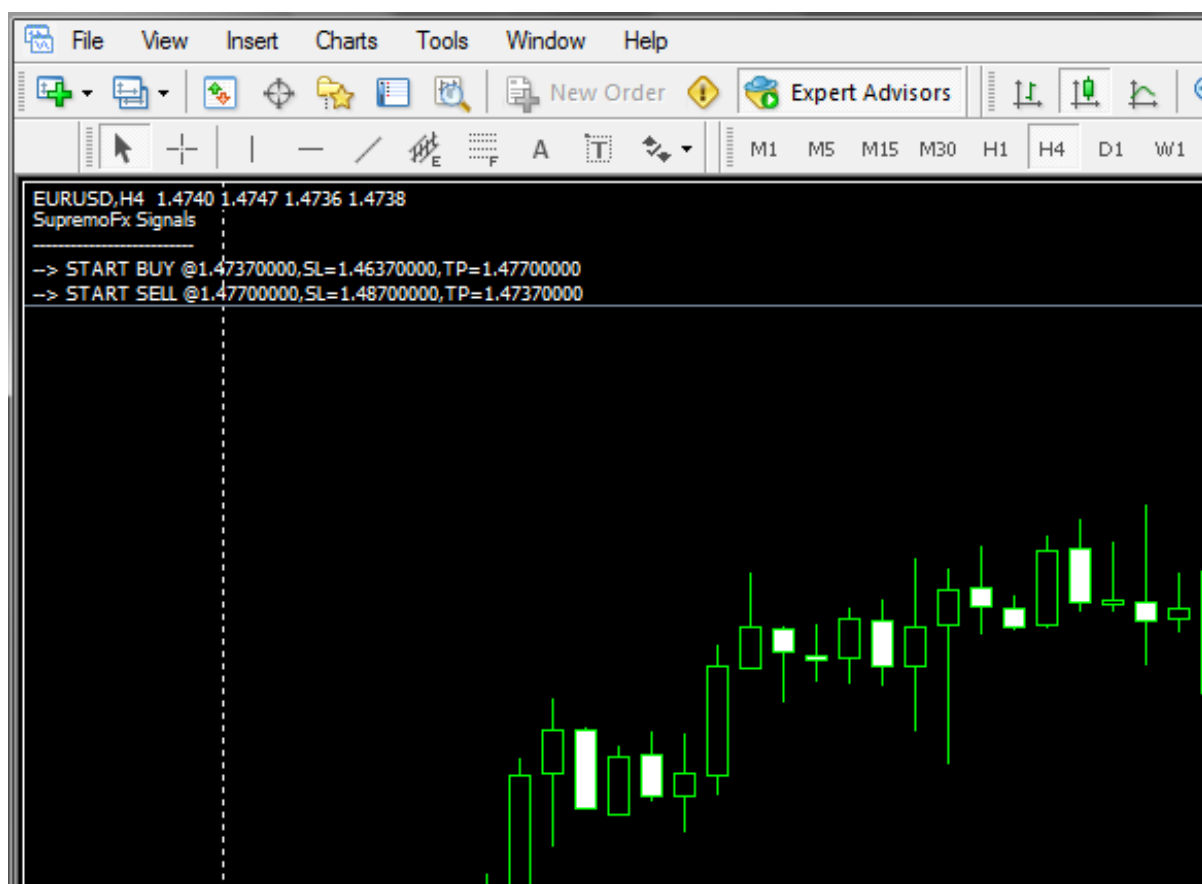 File View Insert Charts Tools Window Help
New Order Expert Advisors
E F A T M1 M5 M15 M30 H1 H4 D1 W1
EURUSD,H4 1.4740 1.4747 1.4736 1.4738
SupremoFx Signals
---------------------------
--> START BUY @1.47370000,SL=1.46370000,TP=1.47700000
--> START SELL @1.47700000,SL=1.48700000,TP=1.47370000